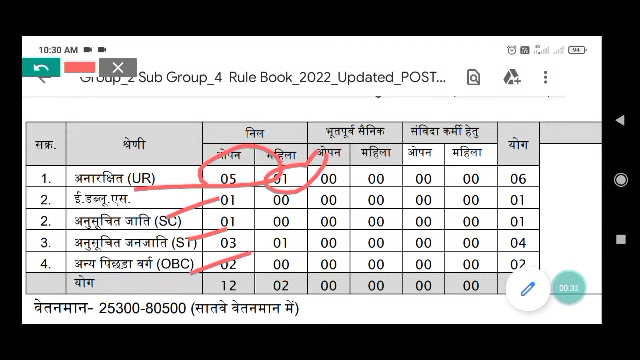 10:30 AM
94
Group_2 Sub Group_4 Rule Book_2022_Updated_POST...
सक्र. श्रेणी निल भूतपूर्व सैनिक संविदा कर्मी हेतु योग
ओपन महिला ओपन महिला ओपन महिला
1. अनारक्षित (UR) 05 01 00 00 00 00 06
2. ई.डब्लू.एस. 01 00 00 00 00 00 01
2. अनुसूचित जाति (SC) 01 00 00 00 00 00 01
3. अनुसूचित जनजाति (ST) 03 01 00 00 00 00 04
4. अन्य पिछड़ा वर्ग (OBC) 02 00 00 00 00 00 02
योग 12 02 00 00 00 00
00:32
वेतनमान- 25300-80500 (सातवे वेतनमान में)